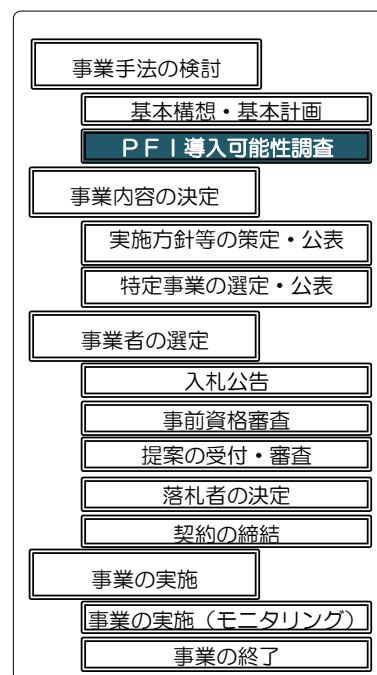 事業手法の検討
基本構想・基本計画
ＰＦＩ導入可能性調査
事業内容の決定
実施方針等の策定・公表
特定事業の選定・公表
事業者の選定
入札公告
事前資格審査
提案の受付・審査
落札者の決定
契約の締結
事業の実施
事業の実施（モニタリング）
事業の終了